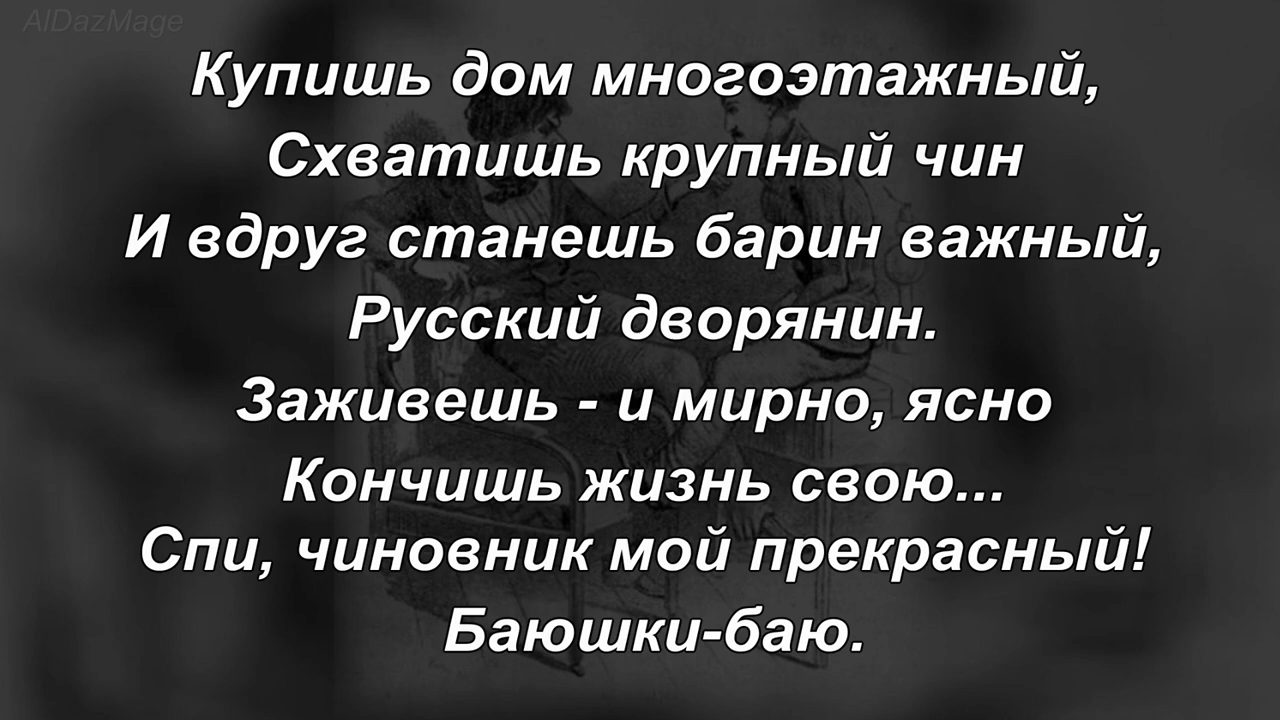 AlDazMage
Купишь дом многоэтажный,
Схватишь крупный чин
И вдруг станешь барин важный,
Русский дворянин.
Заживешь - и мирно, ясно
Кончишь жизнь свою...
Спи, чиновник мой прекрасный!
Баюшки-баю.